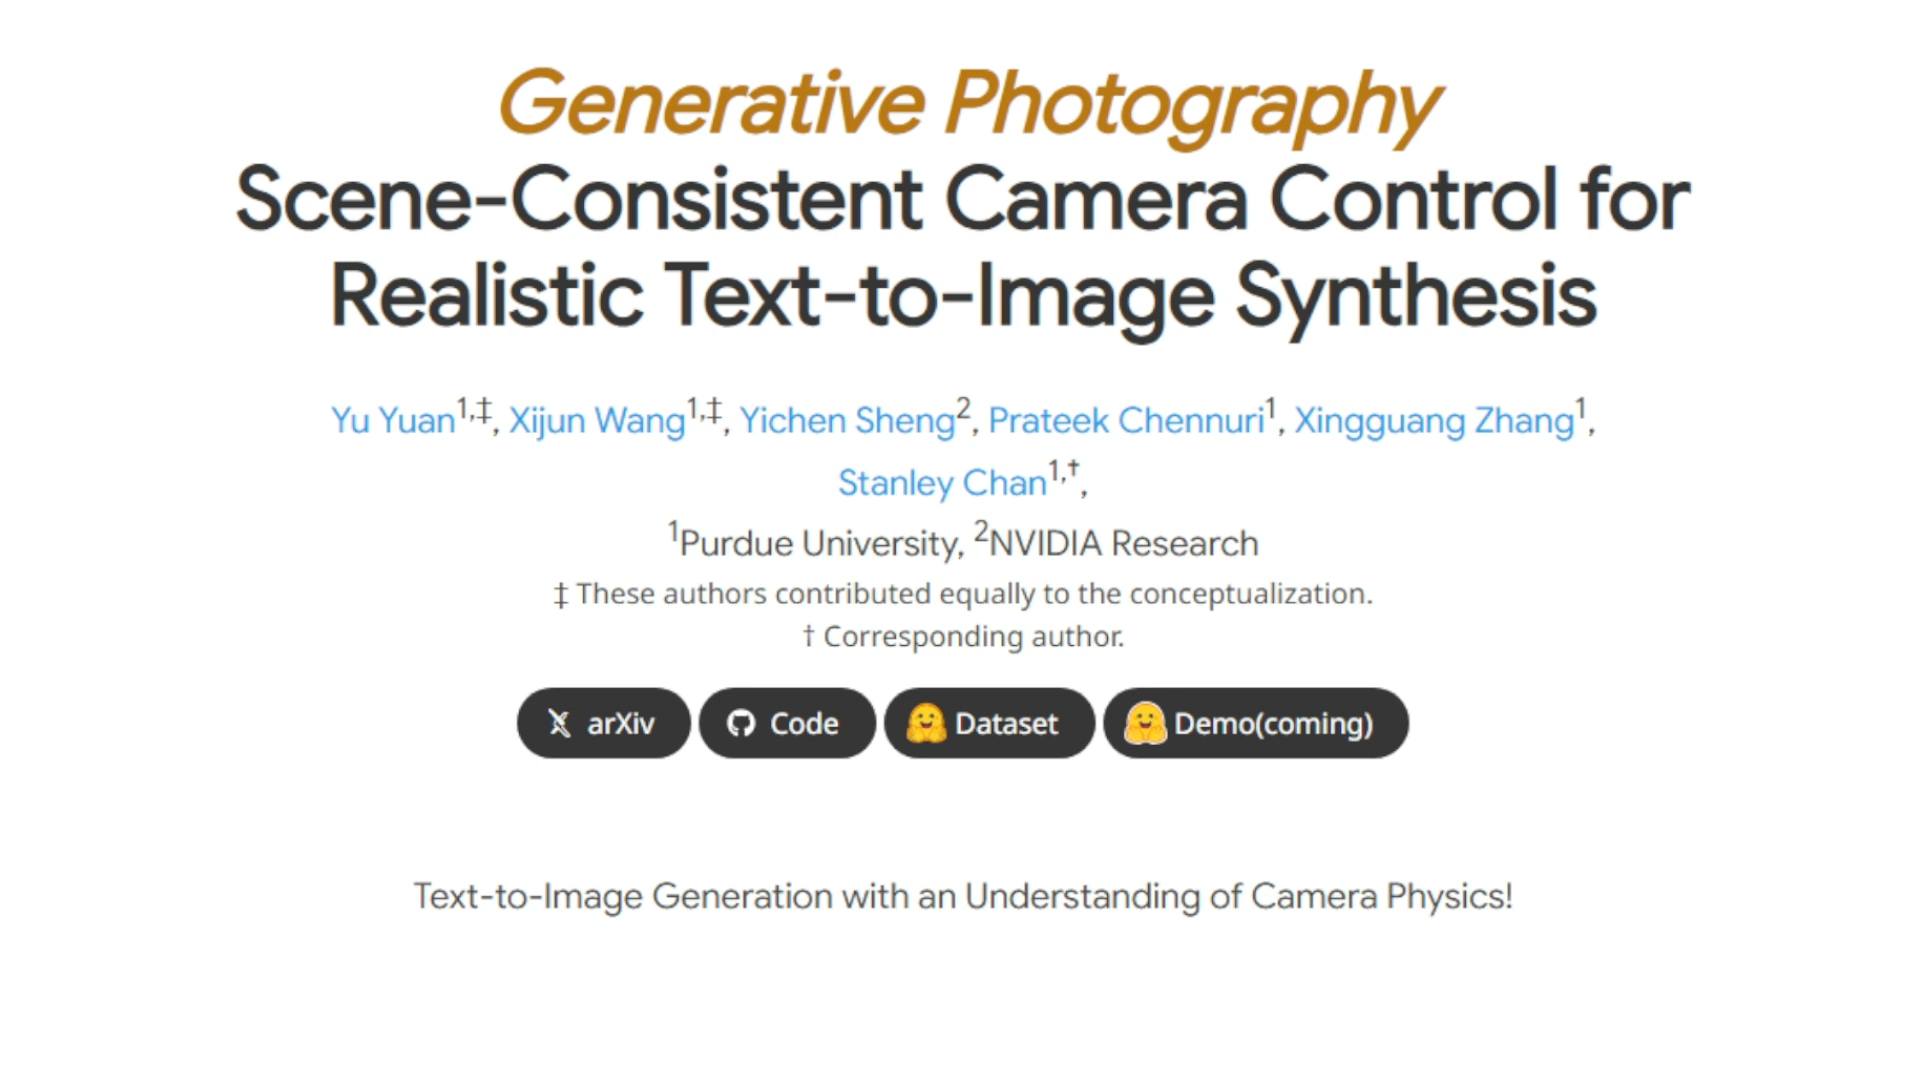 Generative Photography
Scene-Consistent Camera Control for
Realistic Text-to-Image Synthesis
Yu Yuan1,‡, Xijun Wang1,‡, Yichen Sheng2, Prateek Chennuri1, Xingguang Zhang1,
Stanley Chan1,†,
1Purdue University, 2NVIDIA Research
‡ These authors contributed equally to the conceptualization.
† Corresponding author.
arXiv Code Dataset Demo(coming)
Text-to-Image Generation with an Understanding of Camera Physics!